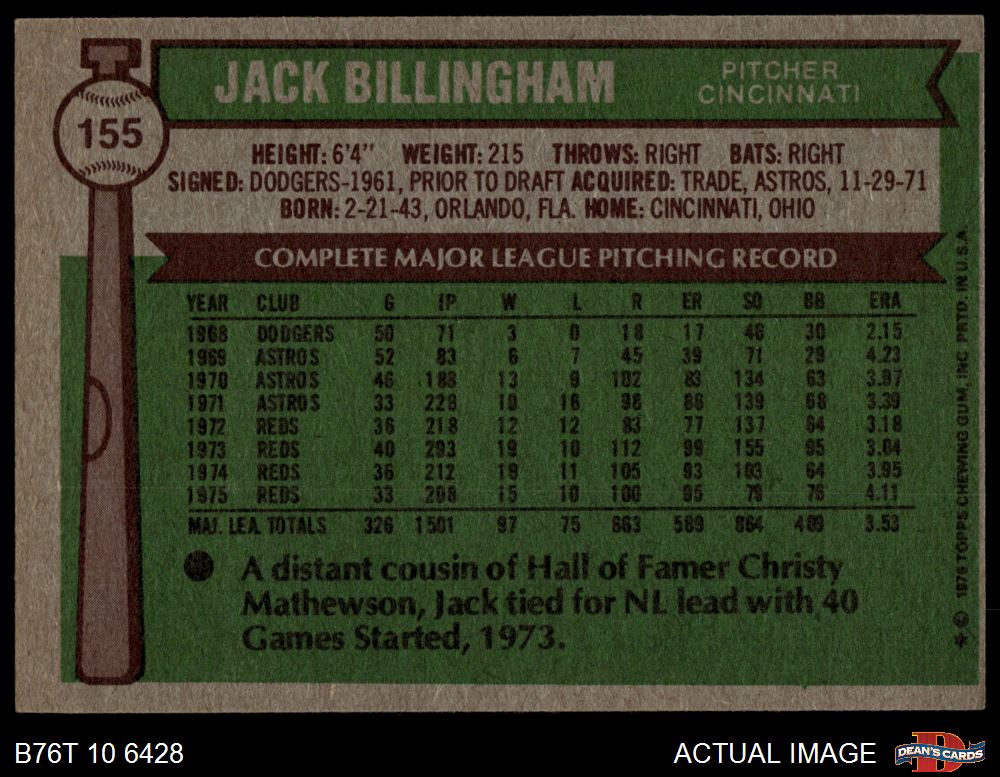 155
JACK BILLINGHAM
PITCHER
CINCINNATI
HEIGHT: 6'4" WEIGHT: 215 THROWS: RIGHT BATS: RIGHT
SIGNED: DODGERS-1961, PRIOR TO DRAFT ACQUIRED: TRADE, ASTROS, 11-29-71
BORN: 2-21-43, ORLANDO, FLA. HOME: CINCINNATI, OHIO
COMPLETE MAJOR LEAGUE PITCHING RECORD
YEAR CLUB G IP W L R ER SO BB ERA
1968 DODGERS 50 71 3 0 18 17 46 30 2.15
1969 ASTROS 52 83 6 7 45 39 71 29 4.23
1970 ASTROS 46 188 13 9 102 83 134 63 3.97
1971 ASTROS 33 228 10 16 98 86 139 68 3.39
1972 REDS 36 218 12 12 83 77 137 64 3.18
1973 REDS 40 293 19 10 112 99 155 95 3.04
1974 REDS 36 212 19 11 105 93 103 64 3.95
1975 REDS 33 208 15 10 100 95 79 76 4.11
MAJ. LEA. TOTALS 326 1501 97 75 663 589 864 489 3.53
A distant cousin of Hall of Famer Christy
Mathewson, Jack tied for NL lead with 40
Games Started, 1973.
★ © 1976 TOPPS CHEWING GUM, INC. PRTD. IN U.S.A.
B76T 10 6428
ACTUAL IMAGE
DEAN'S CARDS